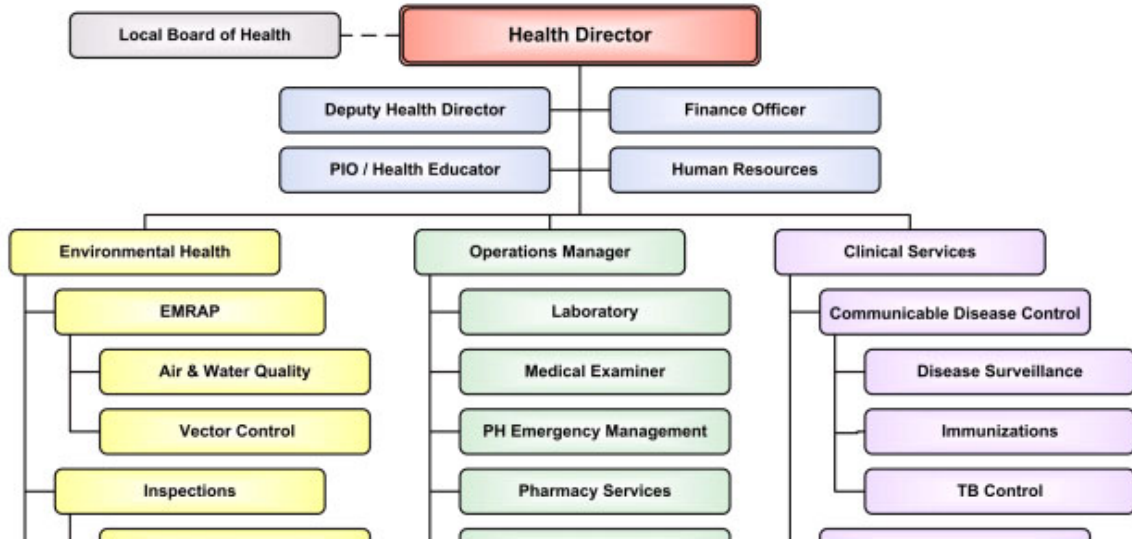 Local Board of Health
Health Director
Deputy Health Director
Finance Officer
PIO / Health Educator
Human Resources
Environmental Health
Operations Manager
Clinical Services
EMRAP
Laboratory
Communicable Disease Control
Air & Water Quality
Medical Examiner
Disease Surveillance
Vector Control
PH Emergency Management
Immunizations
Inspections
Pharmacy Services
TB Control